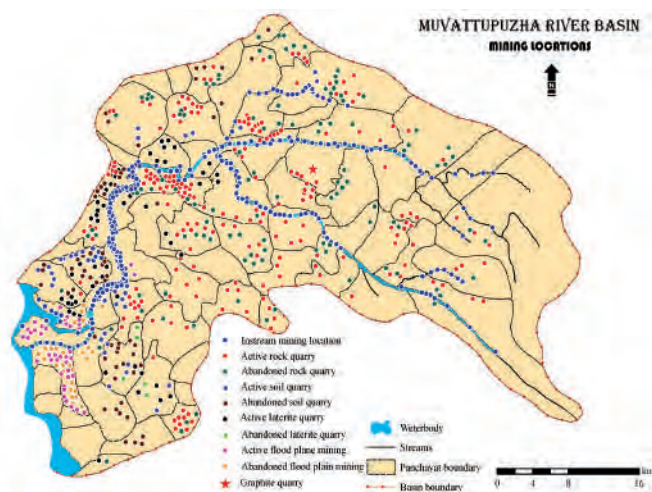 MUVATTUPUZHA RIVER BASIN
MINING LOCATIONS
N
Instream mining location
Active rock quarry
Abandoned rock quarry
Active soil quarry
Abandoned soil quarry
Active laterite quarry
Abandoned laterite quarry
Active flood plane mining
Abandoned flood plain mining
Graphite quarry
Waterbody
Streams
Panchayat boundary
Basin boundary
0 4 8 16
km